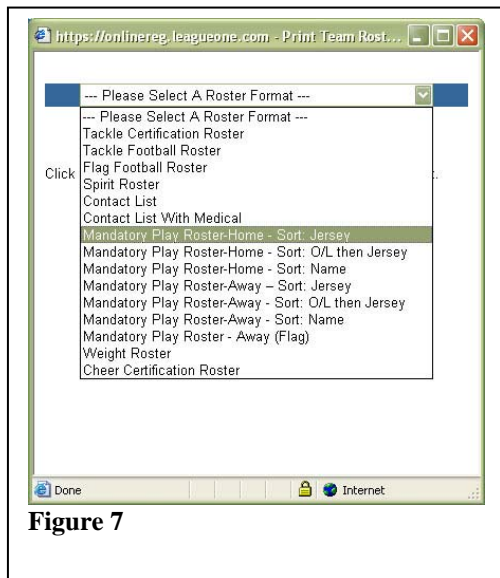 https://onlinereg.leagueone.com - Print Team Rost...
--- Please Select A Roster Format ---
--- Please Select A Roster Format ---
Tackle Certification Roster
Tackle Football Roster
Flag Football Roster
Click
t.
Spirit Roster
Contact List
Contact List With Medical
Mandatory Play Roster-Home - Sort: Jersey
Mandatory Play Roster-Home - Sort: O/L then Jersey
Mandatory Play Roster-Home - Sort: Name
Mandatory Play Roster-Away – Sort: Jersey
Mandatory Play Roster-Away - Sort: O/L then Jersey
Mandatory Play Roster-Away - Sort: Name
Mandatory Play Roster - Away (Flag)
Weight Roster
Cheer Certification Roster
Done
Internet
Figure 7